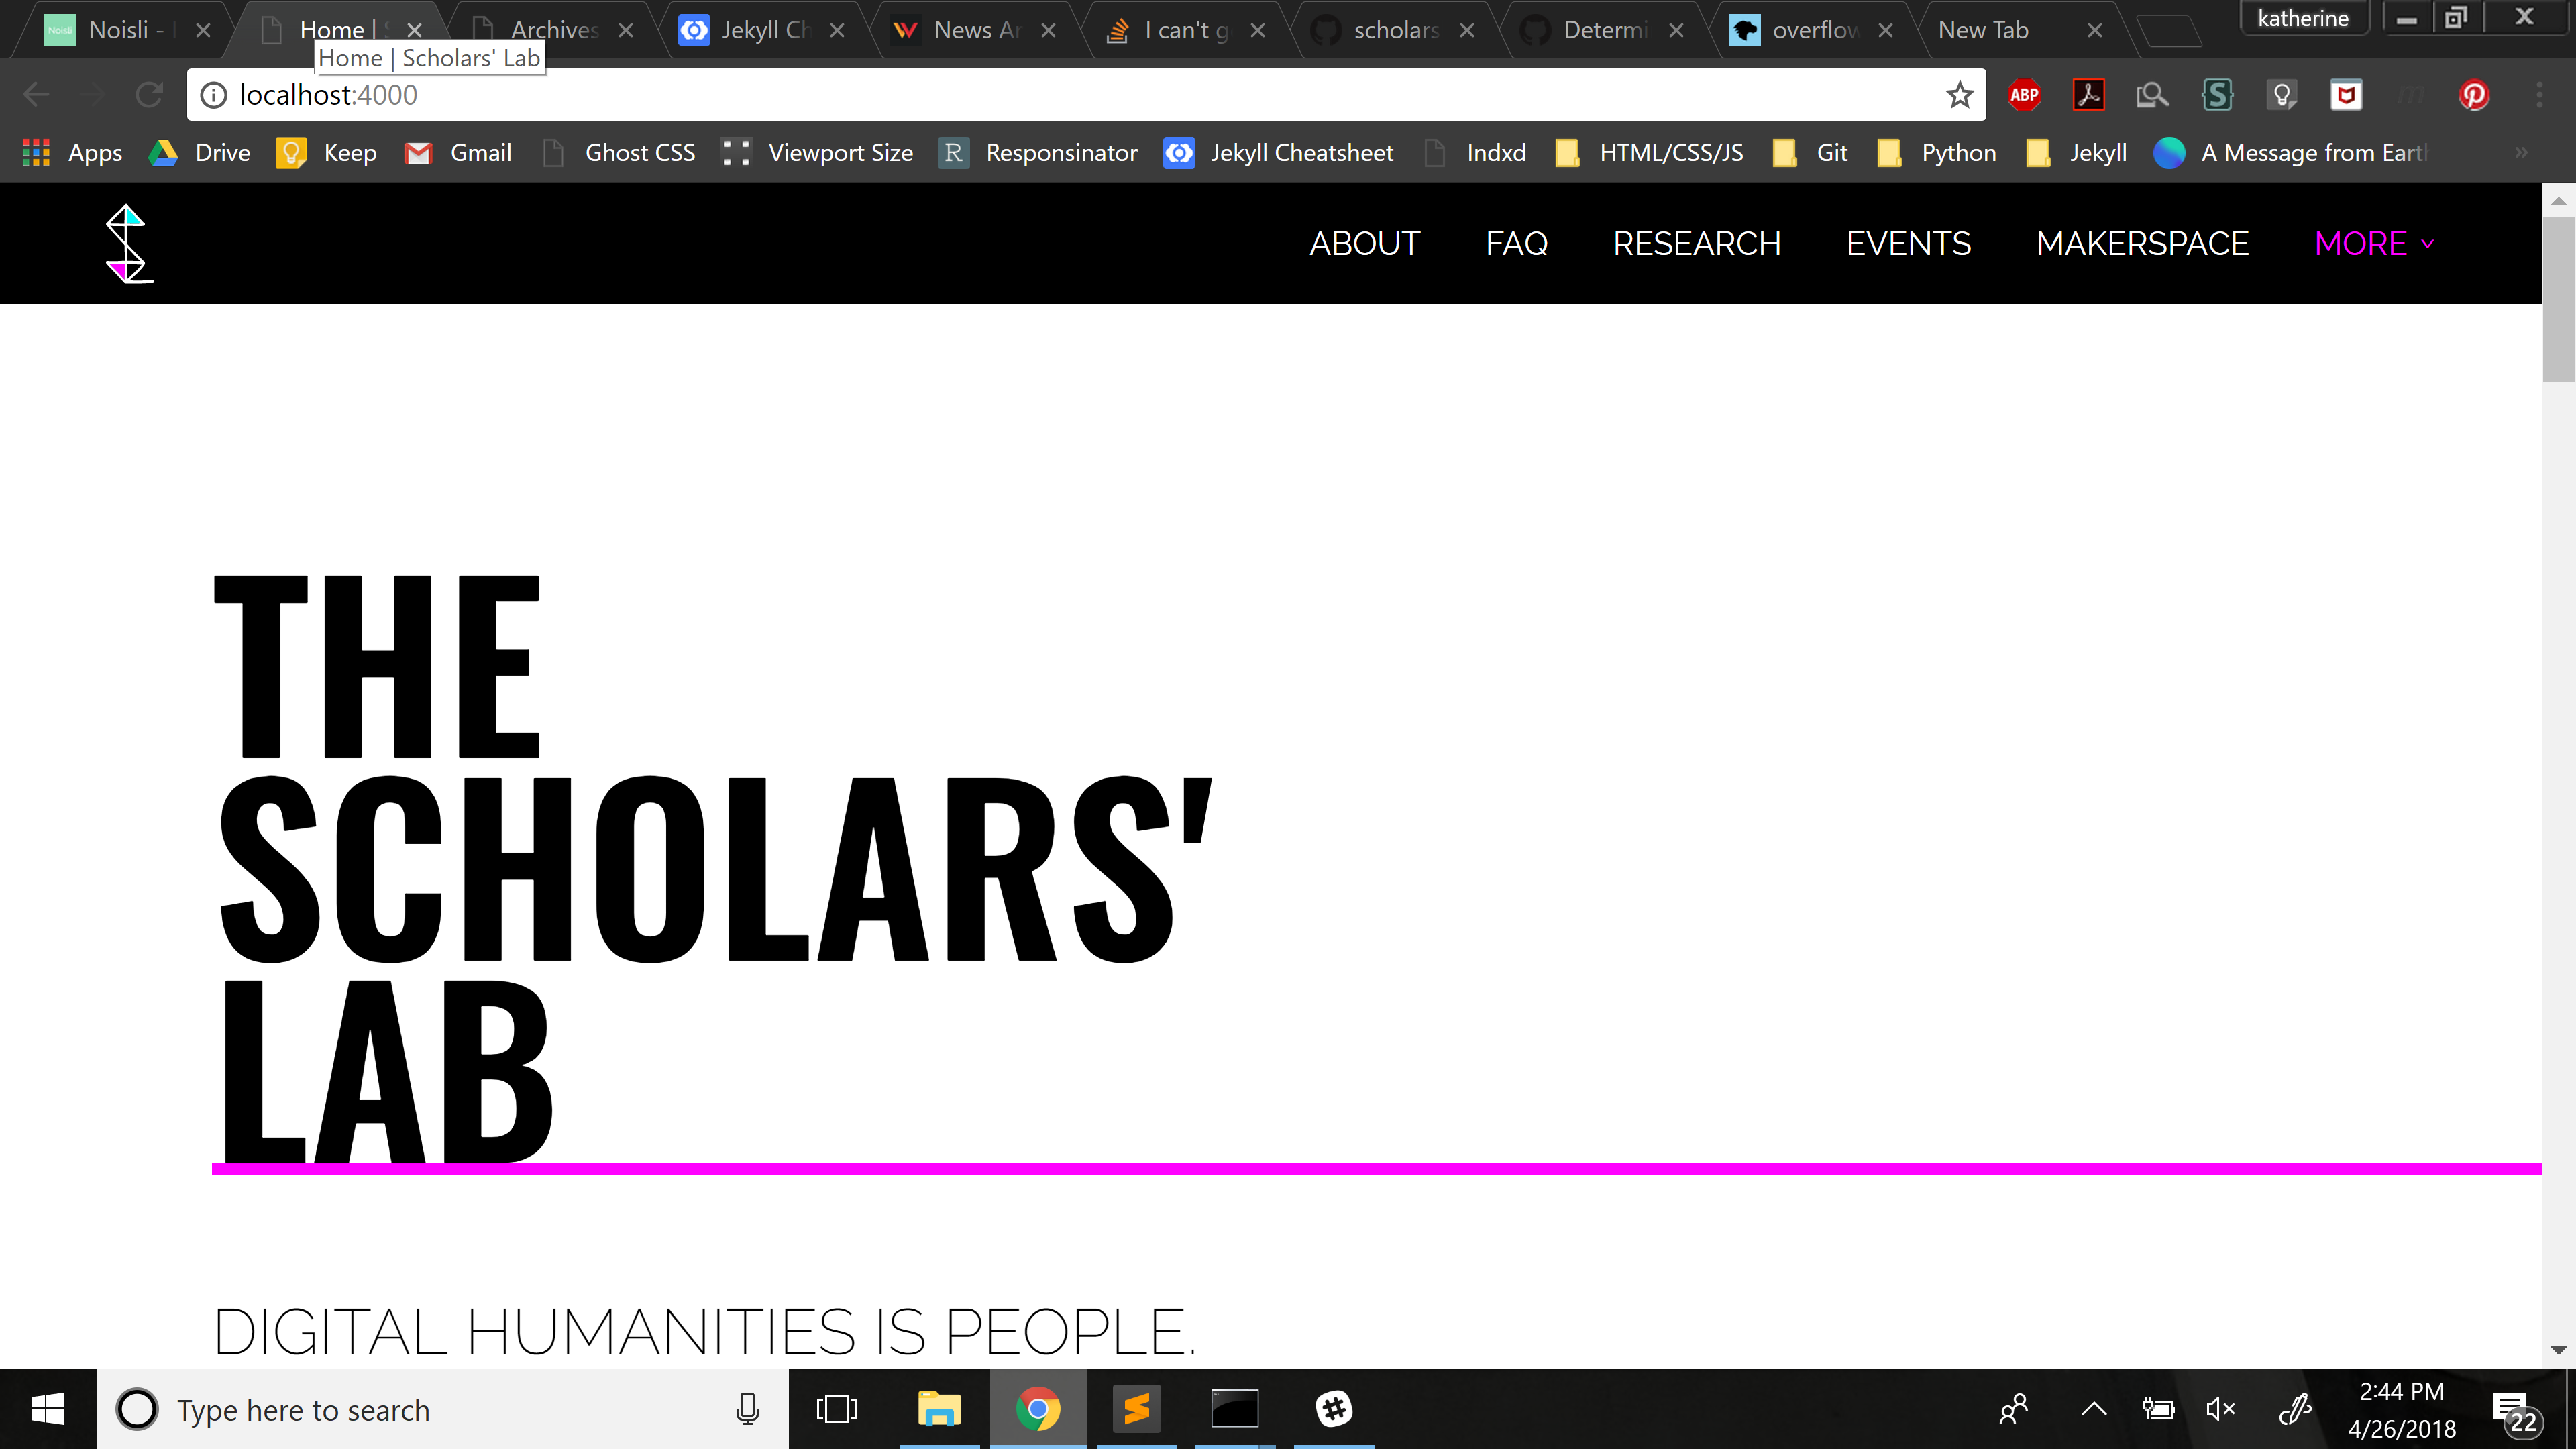 Noisli - Home | Archives Jekyll Ch News Ar I can't g scholars Determi overflow New Tab katherine
Home | Scholars' Lab
localhost:4000
Apps Drive Keep Gmail Ghost CSS Viewport Size Responsinator Jekyll Cheatsheet Indxd HTML/CSS/JS Git Python Jekyll A Message from Eart »
ABOUT FAQ RESEARCH EVENTS MAKERSPACE MORE
THE
SCHOLARS'
LAB
DIGITAL HUMANITIES IS PEOPLE.
Type here to search
2:44 PM
4/26/2018
22